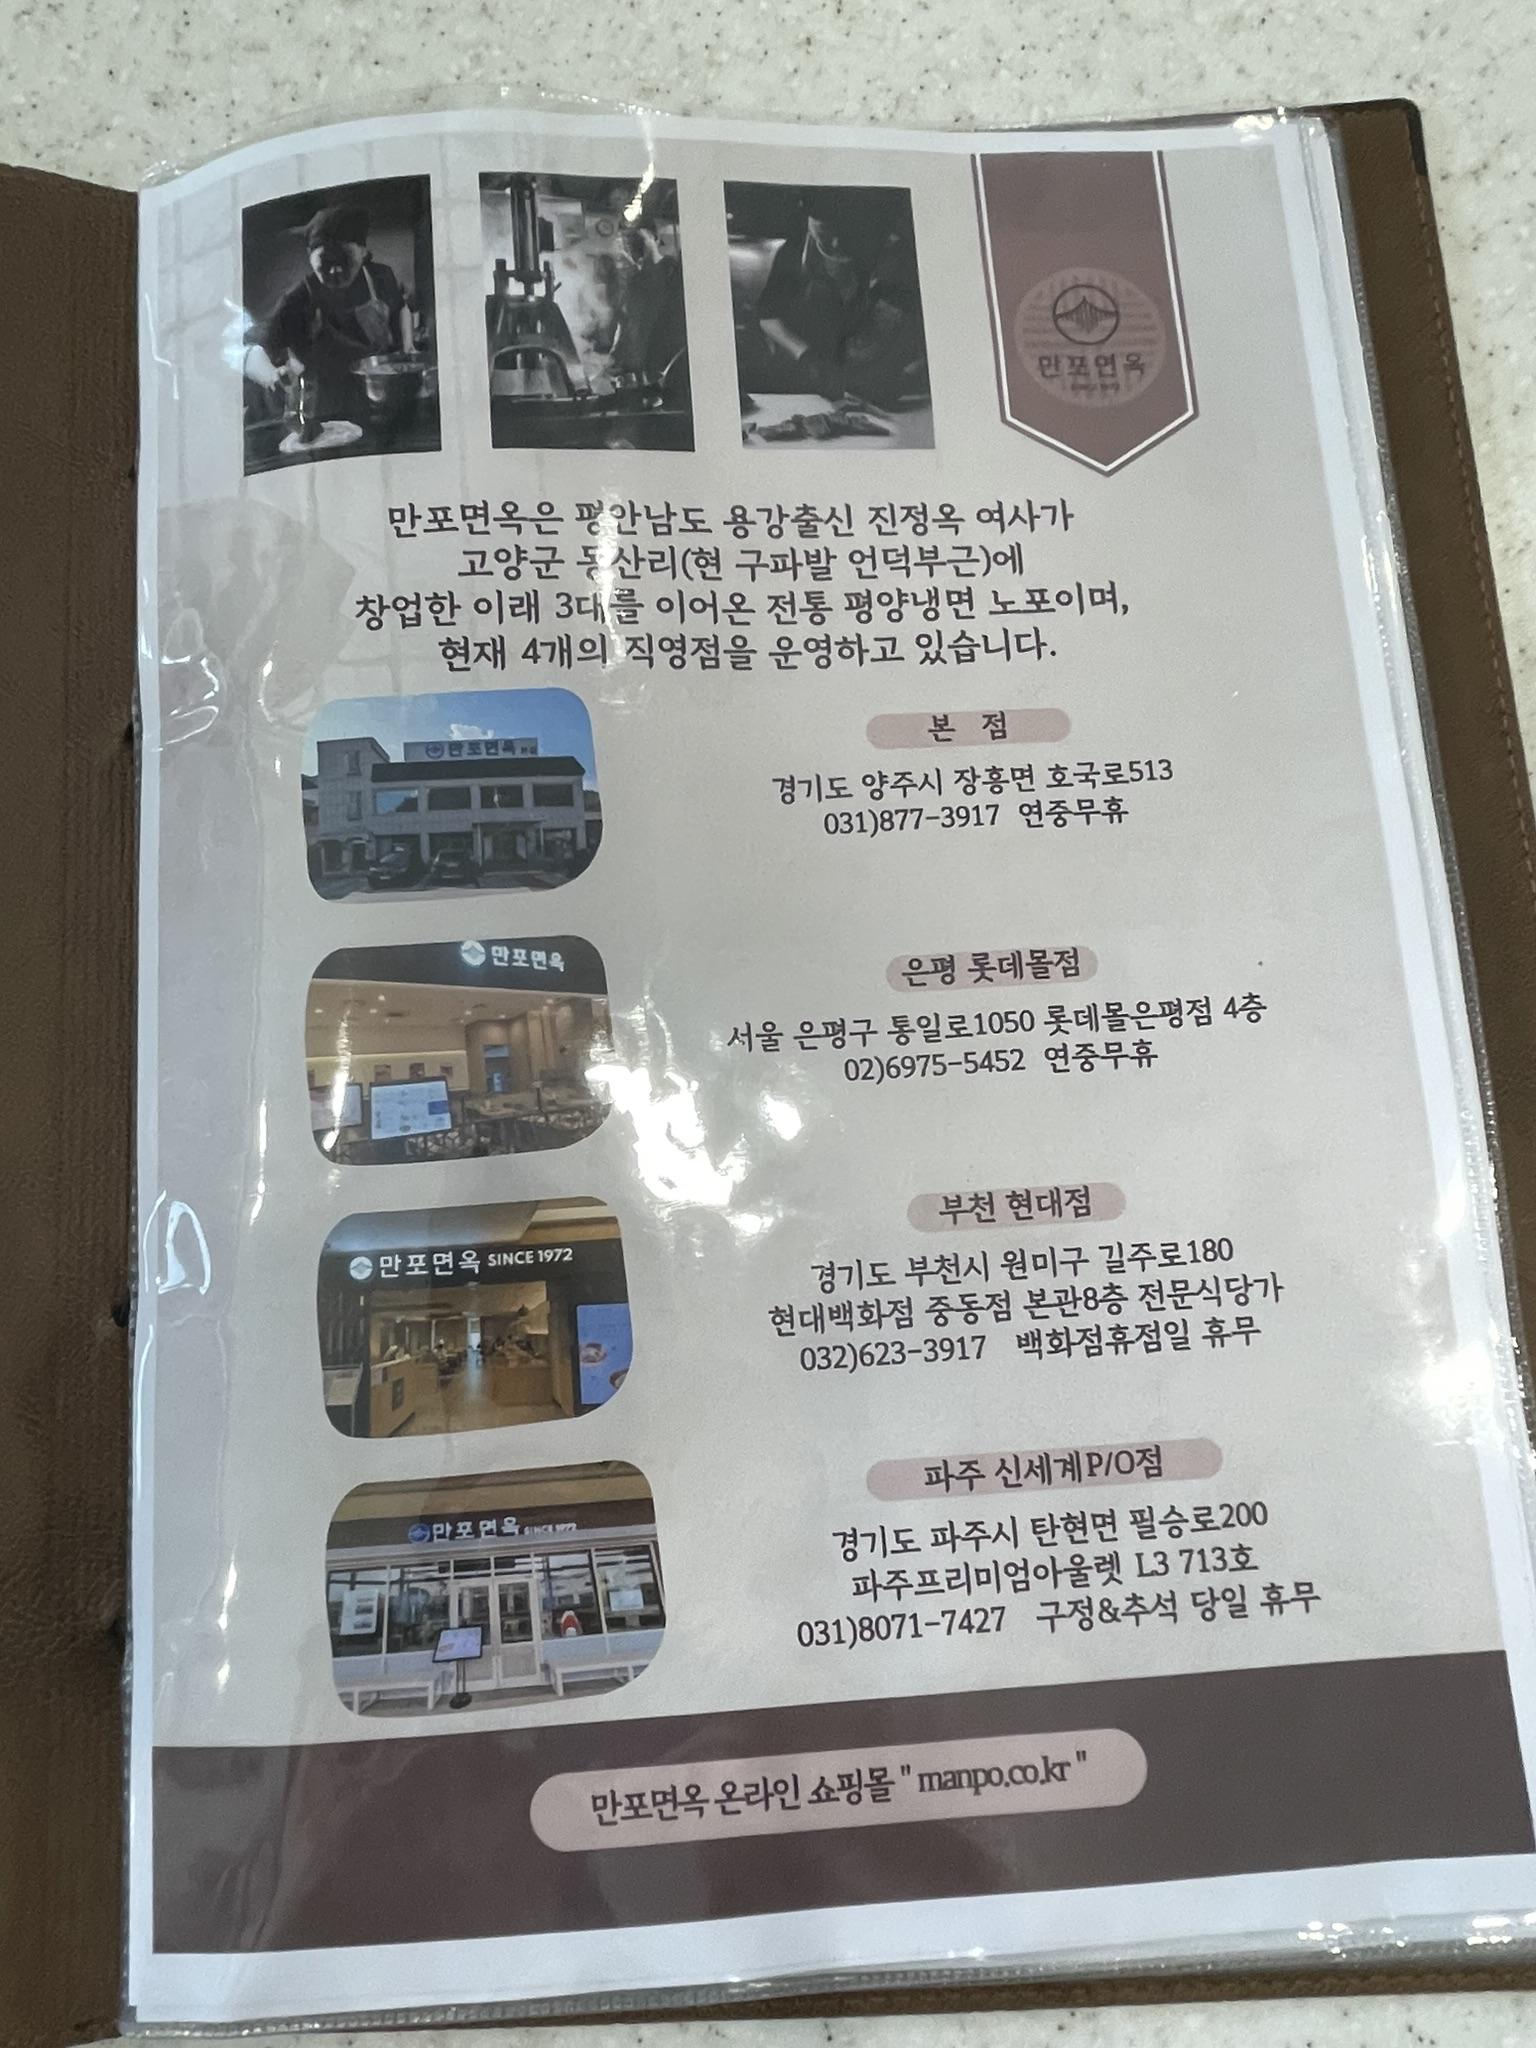 만포면옥
만포면옥은 평안남도 용강출신 진정옥 여사가
고양군 동산리(현 구파발 언덕부근)에
창업한 이래 3대를 이어온 전통 평양냉면 노포이며,
현재 4개의 직영점을 운영하고 있습니다.
만포면옥
본 점
경기도 양주시 장흥면 호국로513
031)877-3917 연중무휴
만포면옥
은평 롯데몰점
서울 은평구 통일로1050 롯데몰은평점 4층
02)6975-5452 연중무휴
만포면옥 SINCE 1972
부천 현대점
경기도 부천시 원미구 길주로180
현대백화점 중동점 본관8층 전문식당가
032)623-3917 백화점휴점일 휴무
만포면옥 SINCE 1972
파주 신세계P/O점
경기도 파주시 탄현면 필승로200
파주프리미엄아울렛 L3 713호
031)8071-7427 구정&추석 당일 휴무
만포면옥 온라인 쇼핑몰 " manpo.co.kr "